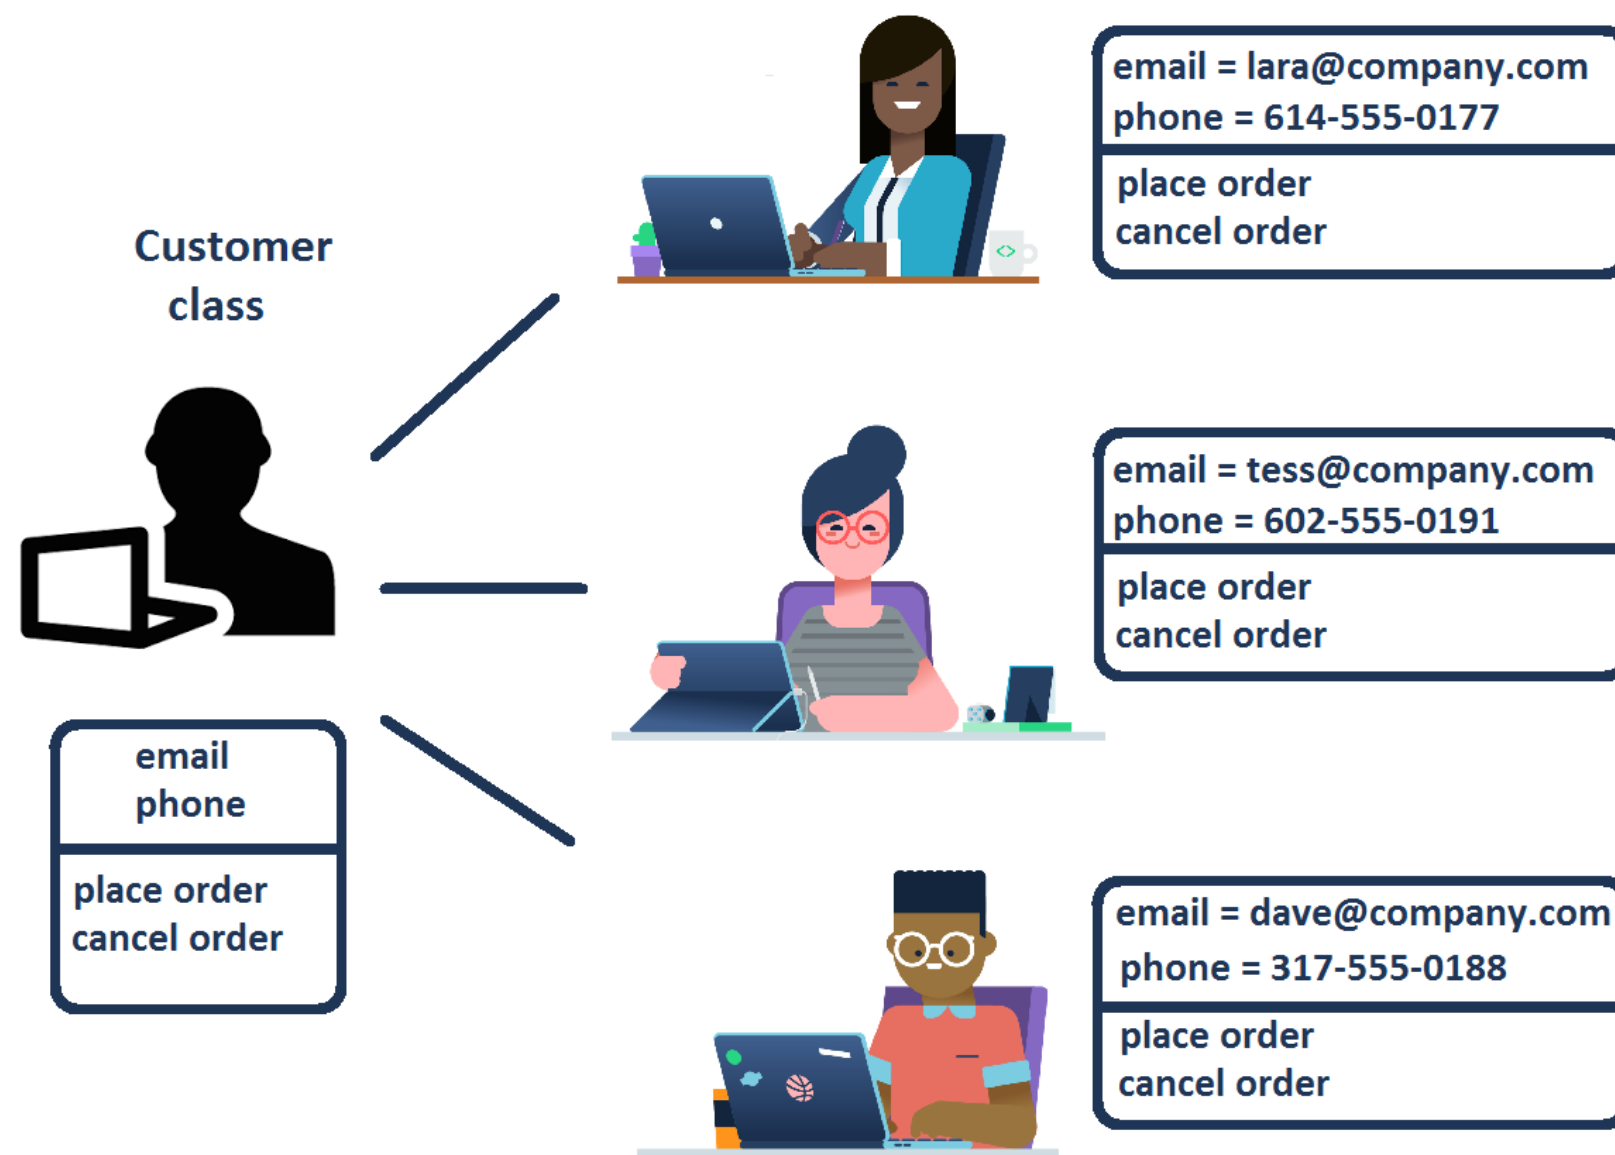 Customer
class
email
phone
place order
cancel order
email = lara@company.com
phone = 614-555-0177
place order
cancel order
email = tess@company.com
phone = 602-555-0191
place order
cancel order
email = dave@company.com
phone = 317-555-0188
place order
cancel order
<>